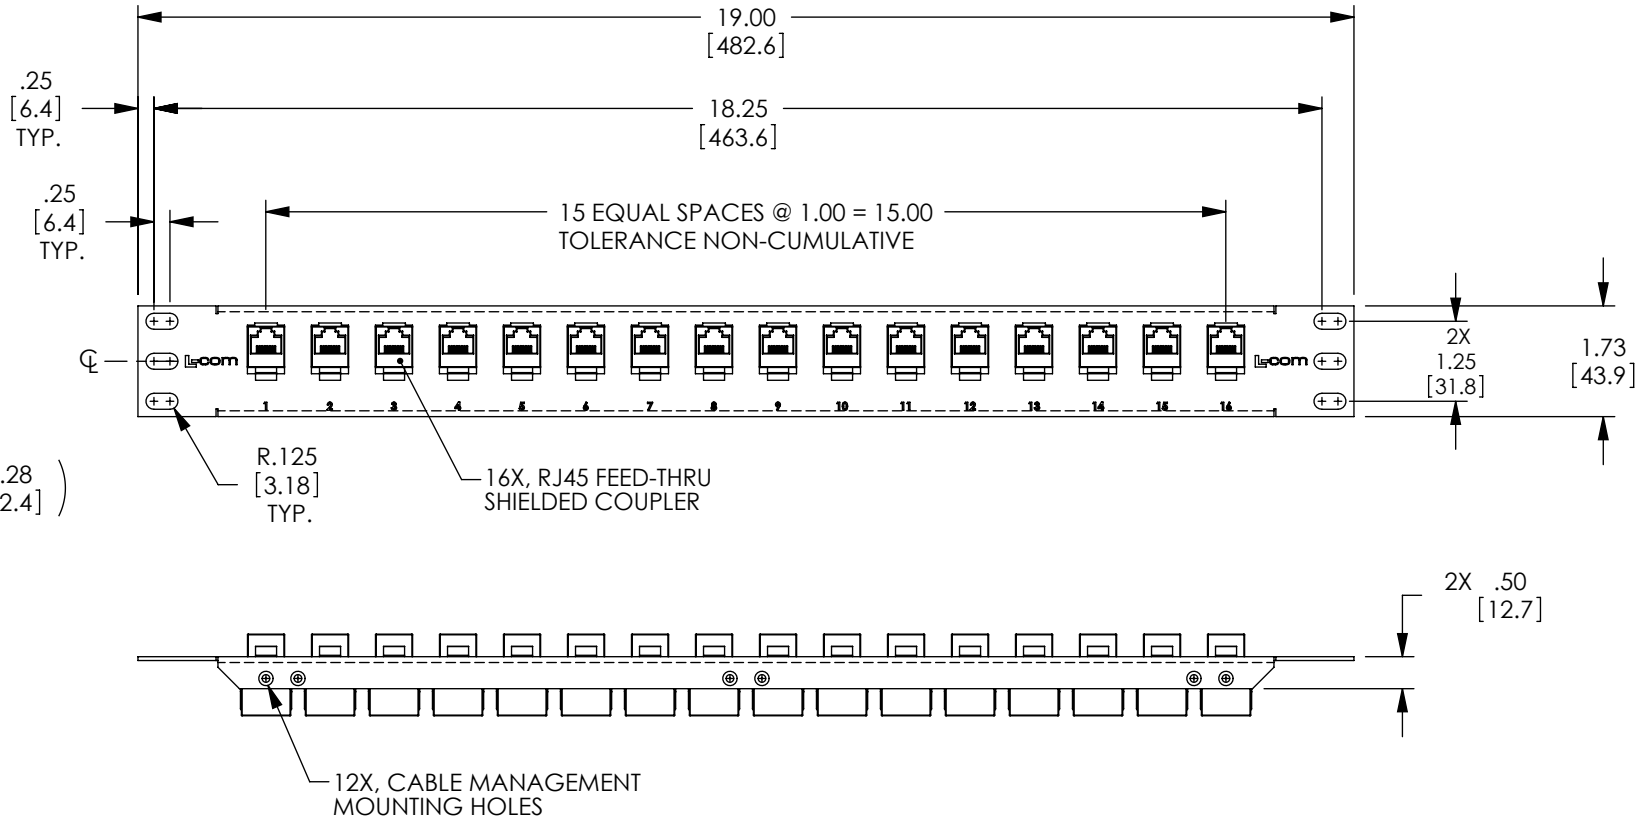 19.00
[482.6]
.25
[6.4]
TYP.
18.25
[463.6]
.25
[6.4]
TYP.
15 EQUAL SPACES @ 1.00 = 15.00
TOLERANCE NON-CUMULATIVE
℄
L-com
L-com
1 2 3 4 5 6 7 8 9 10 11 12 13 14 15 16
2X
1.25
[31.8]
1.73
[43.9]
.28
2.4]
)
R.125
[3.18]
TYP.
16X, RJ45 FEED-THRU
SHIELDED COUPLER
2X .50
[12.7]
12X, CABLE MANAGEMENT
MOUNTING HOLES